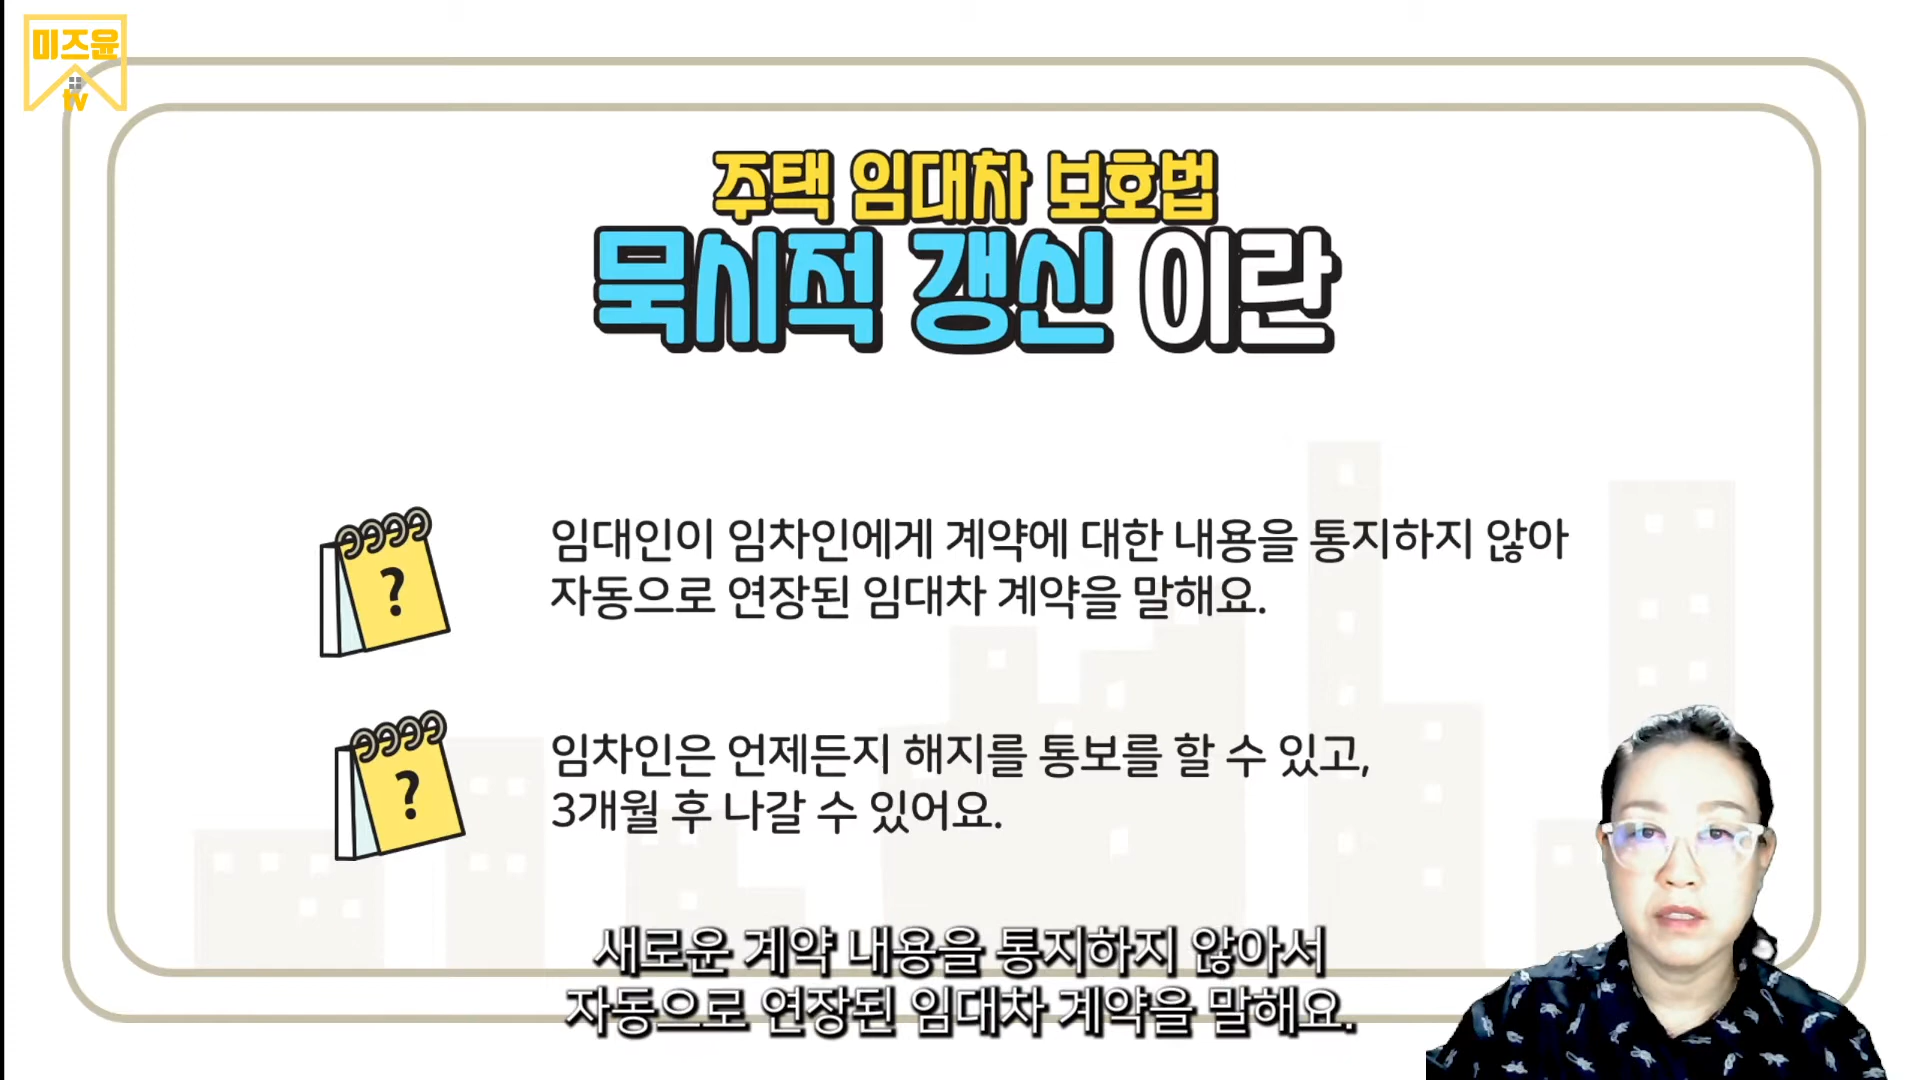 미즈윤
tv
주택 임대차 보호법
묵시적 갱신 이란
임대인이 임차인에게 계약에 대한 내용을 통지하지 않아
자동으로 연장된 임대차 계약을 말해요.
?
임차인은 언제든지 해지를 통보를 할 수 있고,
3개월 후 나갈 수 있어요.
?
새로운 계약 내용을 통지하지 않아서
자동으로 연장된 임대차 계약을 말해요.